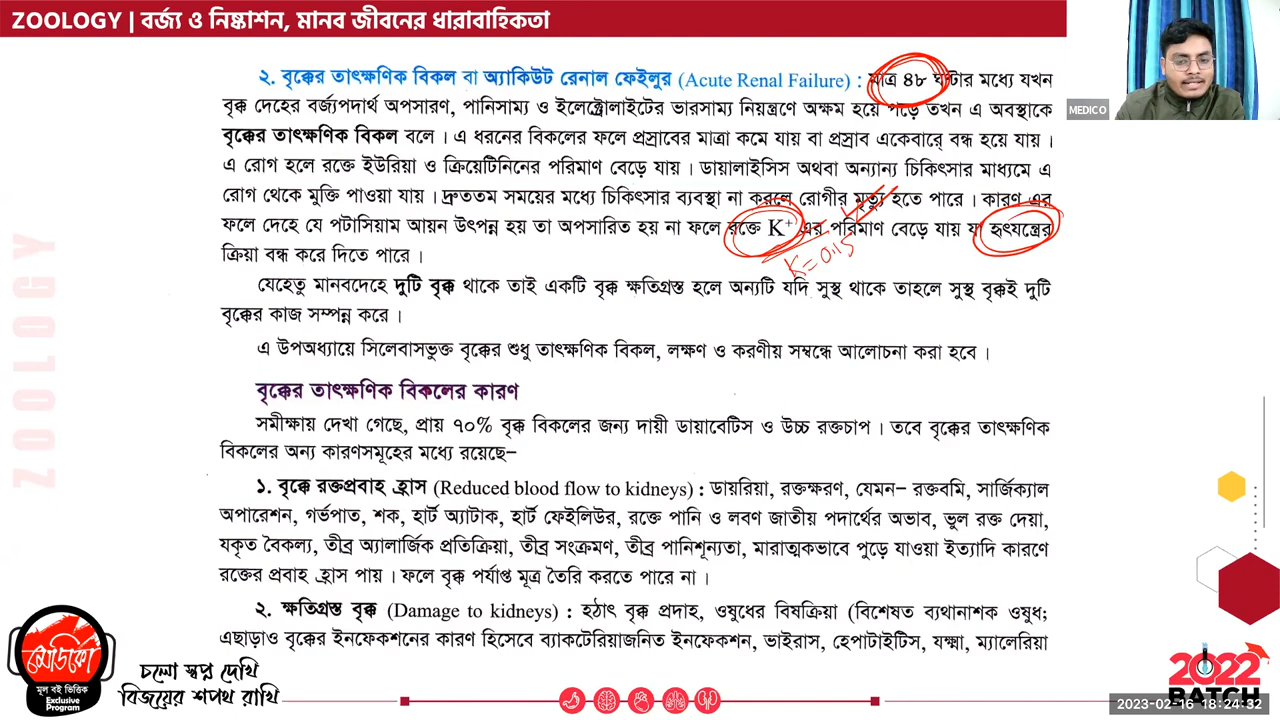 ZOOLOGY | বর্জ্য ও নিষ্কাশন, মানব জীবনের ধারাবাহিকতা
২. বৃক্কের তাৎক্ষণিক বিকল বা অ্যাকিউট রেনাল ফেইলুর (Acute Renal Failure) : মাত্র ৪৮ ঘন্টার মধ্যে যখন
বৃক্ক দেহের বর্জ্যপদার্থ অপসারণ, পানিসাম্য ও ইলেক্ট্রোলাইটের ভারসাম্য নিয়ন্ত্রণে অক্ষম হয়ে পড়ে তখন এ অবস্থাকে
বৃক্কের তাৎক্ষণিক বিকল বলে। এ ধরনের বিকলের ফলে প্রস্রাবের মাত্রা কমে যায় বা প্রস্রাব একেবারে বন্ধ হয়ে যায়।
এ রোগ হলে রক্তে ইউরিয়া ও ক্রিয়েটিনিনের পরিমাণ বেড়ে যায়। ডায়ালাইসিস অথবা অন্যান্য চিকিৎসার মাধ্যমে এ
রোগ থেকে মুক্তি পাওয়া যায়। দ্রুততম সময়ের মধ্যে চিকিৎসার ব্যবস্থা না করলে রোগীর মৃত্যু হতে পারে। কারণ এর
ফলে দেহে যে পটাসিয়াম আয়ন উৎপন্ন হয় তা অপসারিত হয় না ফলে রক্তে K⁺ এর পরিমাণ বেড়ে যায় যা হৃৎযন্ত্রের
K = 0.15
ক্রিয়া বন্ধ করে দিতে পারে।
যেহেতু মানবদেহে দুটি বৃক্ক থাকে তাই একটি বৃক্ক ক্ষতিগ্রস্ত হলে অন্যটি যদি সুস্থ থাকে তাহলে সুস্থ বৃক্কই দুটি
বৃক্কের কাজ সম্পন্ন করে।
এ উপঅধ্যায়ে সিলেবাসভুক্ত বৃক্কের শুধু তাৎক্ষণিক বিকল, লক্ষণ ও করণীয় সম্বন্ধে আলোচনা করা হবে।
বৃক্কের তাৎক্ষণিক বিকলের কারণ
সমীক্ষায় দেখা গেছে, প্রায় ৭০% বৃক্ক বিকলের জন্য দায়ী ডায়াবেটিস ও উচ্চ রক্তচাপ। তবে বৃক্কের তাৎক্ষণিক
বিকলের অন্য কারণসমূহের মধ্যে রয়েছে–
১. বৃক্কে রক্তপ্রবাহ হ্রাস (Reduced blood flow to kidneys) : ডায়রিয়া, রক্তক্ষরণ, যেমন– রক্তবমি, সার্জিক্যাল
অপারেশন, গর্ভপাত, শক, হার্ট অ্যাটাক, হার্ট ফেইলিউর, রক্তে পানি ও লবণ জাতীয় পদার্থের অভাব, ভুল রক্ত দেয়া,
যকৃত বৈকল্য, তীব্র অ্যালার্জিক প্রতিক্রিয়া, তীব্র সংক্রমণ, তীব্র পানিশূন্যতা, মারাত্মকভাবে পুড়ে যাওয়া ইত্যাদি কারণে
রক্তের প্রবাহ হ্রাস পায়। ফলে বৃক্ক পর্যাপ্ত মূত্র তৈরি করতে পারে না।
২. ক্ষতিগ্রস্ত বৃক্ক (Damage to kidneys) : হঠাৎ বৃক্ক প্রদাহ, ওষুধের বিষক্রিয়া (বিশেষত ব্যথানাশক ওষুধ;
এছাড়াও বৃক্কের ইনফেকশনের কারণ হিসেবে ব্যাকটেরিয়াজনিত ইনফেকশন, ভাইরাস, হেপাটাইটিস, যক্ষ্মা, ম্যালেরিয়া
MEDICO
ZOOLOGY
মেডিকো
মূল বই ভিত্তিক
Exclusive
Program
চলো স্বপ্ন দেখি
বিজয়ের শপথ রাখি
2022
BATCH
2023-02-16 18:24:32